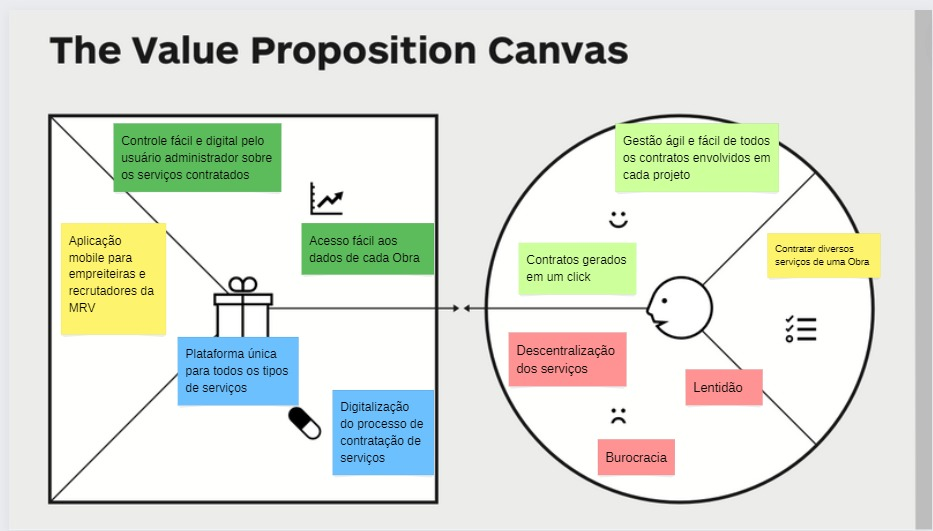 The Value Proposition Canvas
Controle fácil e digital pelo
usuário administrador sobre
os serviços contratados
Aplicação
mobile para
empreiteiras e
recrutadores da
MRV
Acesso fácil aos
dados de cada Obra
Plataforma única
para todos os tipos
de serviços
Digitalização
do processo de
contratação de
serviços
Gestão ágil e fácil de todos
os contratos envolvidos em
cada projeto
Contratos gerados
em um click
Contratar diversos
serviços de uma Obra
Descentralização
dos serviços
Lentidão
Burocracia